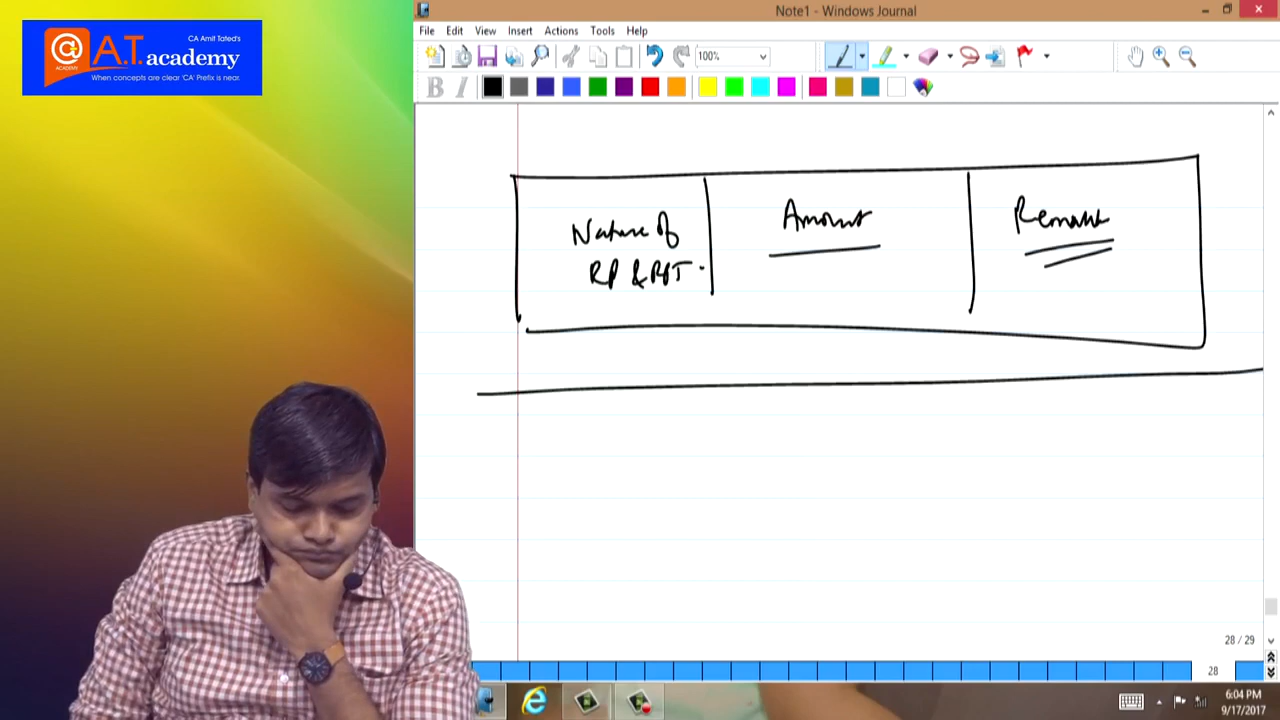 CA Amit Tated's
@ A.T. academy
ACADEMY
When concepts are clear 'CA' Prefix is near.
Note1 - Windows Journal
File Edit View Insert Actions Tools Help
100%
B I
Nature of
RP & RPT
Amount
Remark
28 / 29
28
6:04 PM
9/17/2017